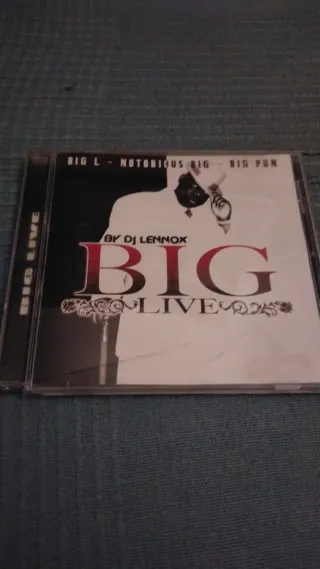 BIG L - NOTORIOUS BIG - BIG PUN
BY DJ LENNOX
BIG
LIVE
BIG LIVE